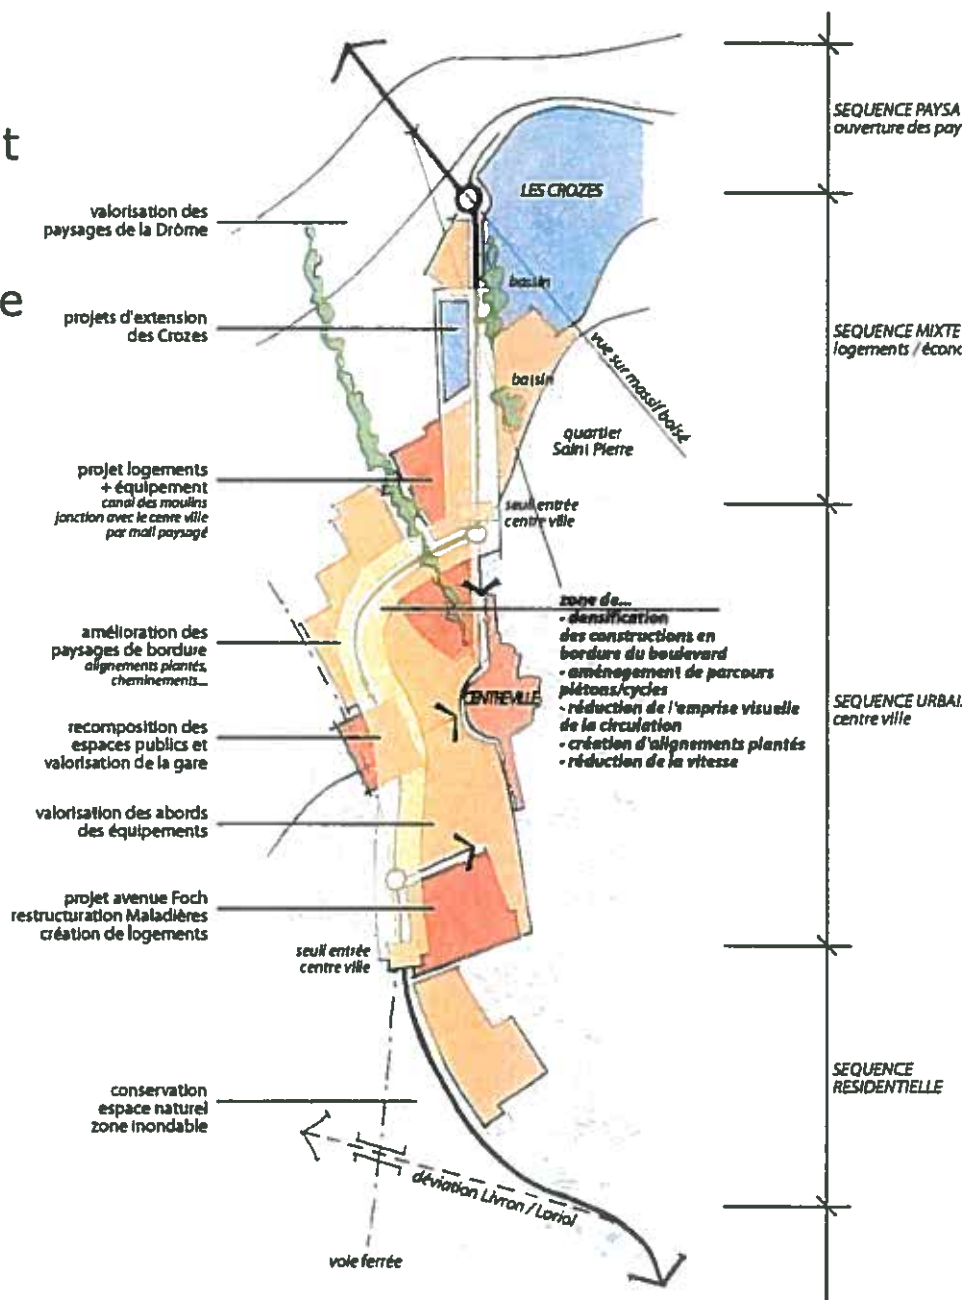 t
e
valorisation des
paysages de la Drôme
projets d'extension
des Crozes
projet logements
+ équipement
canal des moulins
jonction avec le cenre ville
par mail paysagé
amélioration des
paysages de bordure
alignements plantés,
cheminements...
recomposition des
espaces publics et
valorisation de la gare
valorisation des abords
des équipements
projet avenue Foch
restructuration Maladières
création de logements
seuil entrée
centre ville
conservation
espace naturel
zone inondable
voie ferrée
déviation Livron / Loriol
LES CROZES
bassin
bassin
vue sur massif boisé
quartier
Saint Pierre
seuil entrée
centre ville
CENTREVILLE
zone de...
- densification
des constructions en
bordure du boulevard
- aménagement de parcours
piétons/cycles
- réduction de l'emprise visuelle
de la circulation
- création d'alignements plantés
- réduction de la vitesse
SEQUENCE PAYSA
ouverture des pay
SEQUENCE MIXTE
logements / écono
SEQUENCE URBAI
centre ville
SEQUENCE
RESIDENTIELLE